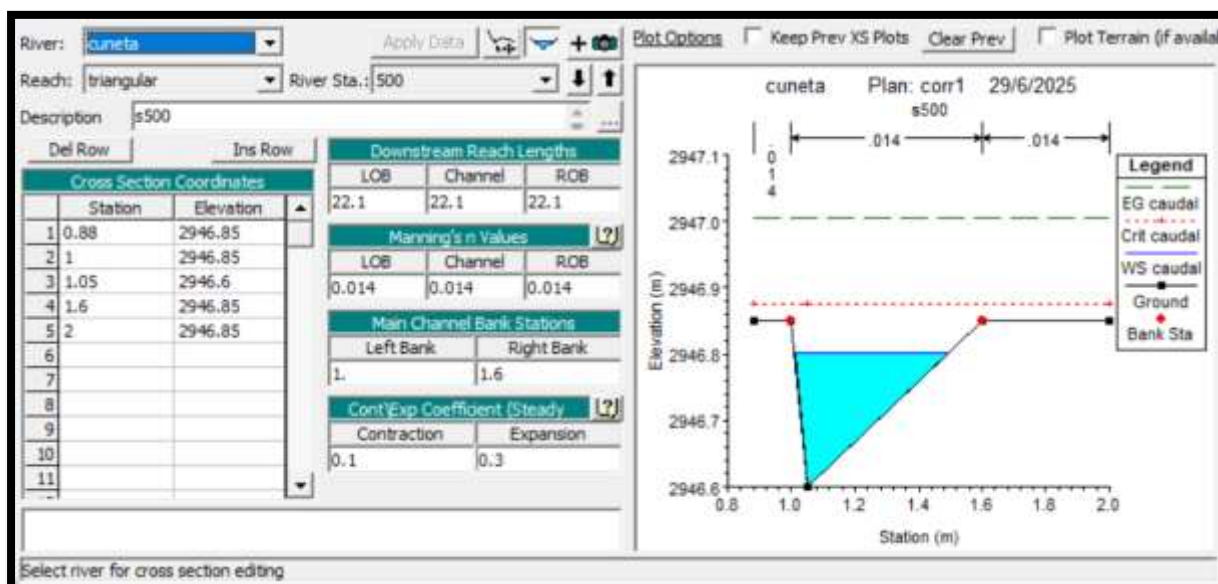 River: cuneta Apply Data Plot Options Keep Prev XS Plots Clear Prev Plot Terrain (if availa
Reach: triangular River Sta.: 500
Description s500 ...
Del Row Ins Row
Cross Section Coordinates
Station Elevation
1 0.88 2946.85
2 1 2946.85
3 1.05 2946.6
4 1.6 2946.85
5 2 2946.85
6
7
8
9
10
11
Downstream Reach Lengths
LOB Channel ROB
22.1 22.1 22.1
Manning's n Values
LOB Channel ROB
0.014 0.014 0.014
Main Channel Bank Stations
Left Bank Right Bank
1. 1.6
Cont\Exp Coefficient (Steady
Contraction Expansion
0.1 0.3
Select river for cross section editing
cuneta Plan: corr1 29/6/2025
s500
.014 .014 .014
2947.1
2947.0
2946.9
2946.8
2946.7
2946.6
Elevation (m)
0.8 1.0 1.2 1.4 1.6 1.8 2.0
Station (m)
Legend
EG caudal
Crit caudal
WS caudal
Ground
Bank Sta